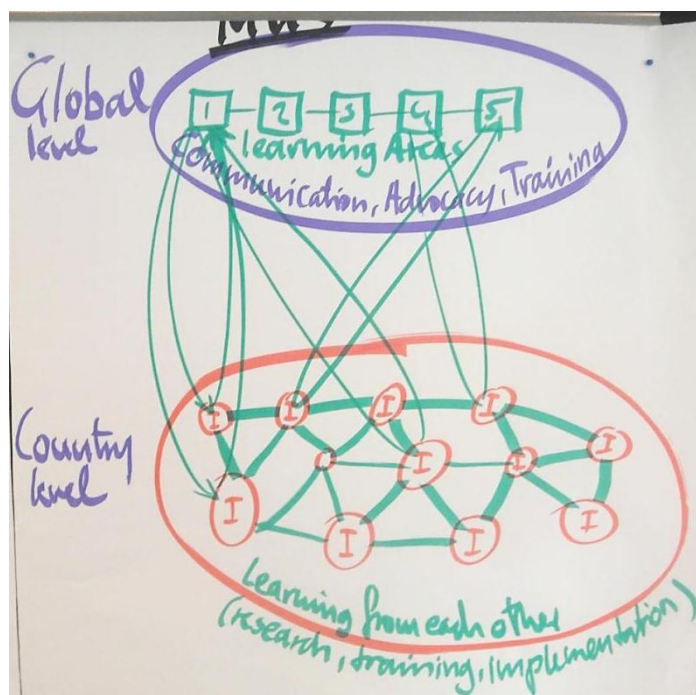 Global
level
1 2 3 4 5
learning Areas
Communication, Advocacy, Training
I I I I
I I I
I I I I
Country
level
Learning from each other
(research, training, implementation)